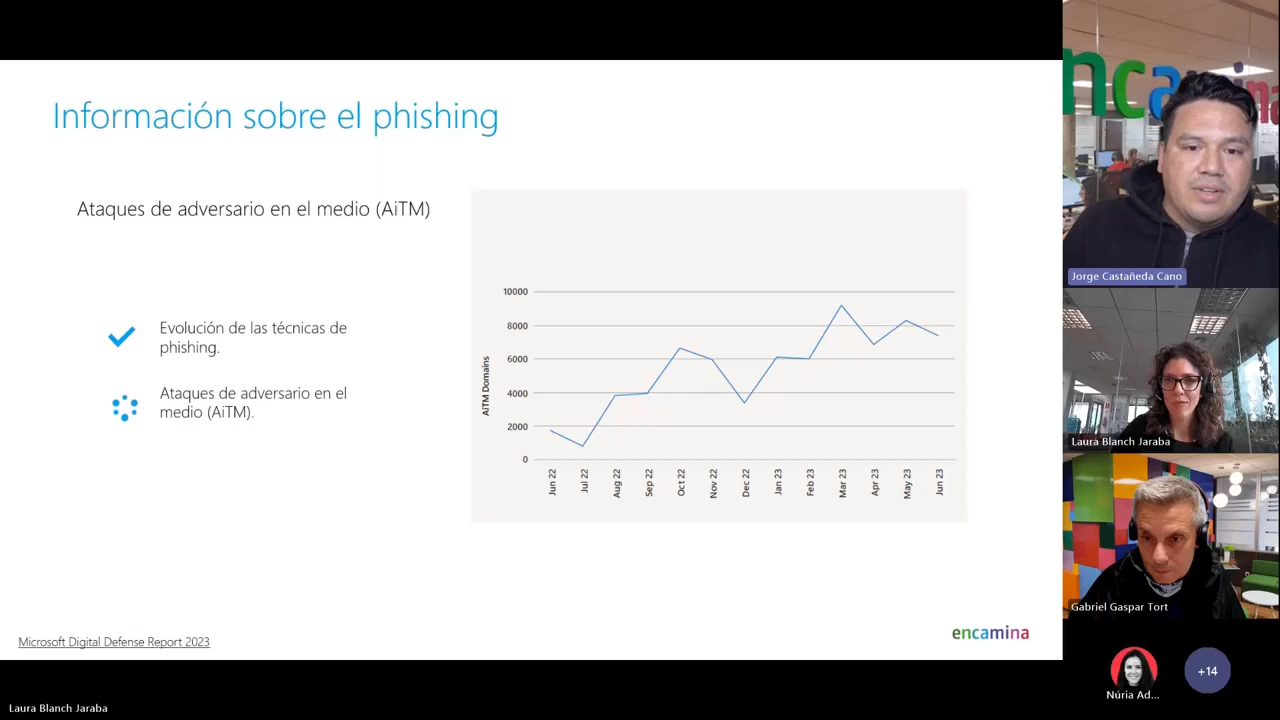 Información sobre el phishing
Ataques de adversario en el medio (AiTM)
Evolución de las técnicas de
phishing.
Ataques de adversario en el
medio (AiTM).
10000
8000
6000
4000
2000
0
AiTM Domains
Jun 22
Jul 22
Aug 22
Sep 22
Oct 22
Nov 22
Dec 22
Jan 23
Feb 23
Mar 23
Apr 23
May 23
Jun 23
Microsoft Digital Defense Report 2023
encamina
encamina
Jorge Castañeda Cano
Laura Blanch Jaraba
Gabriel Gaspar Tort
Núria Ad...
+14
Laura Blanch Jaraba